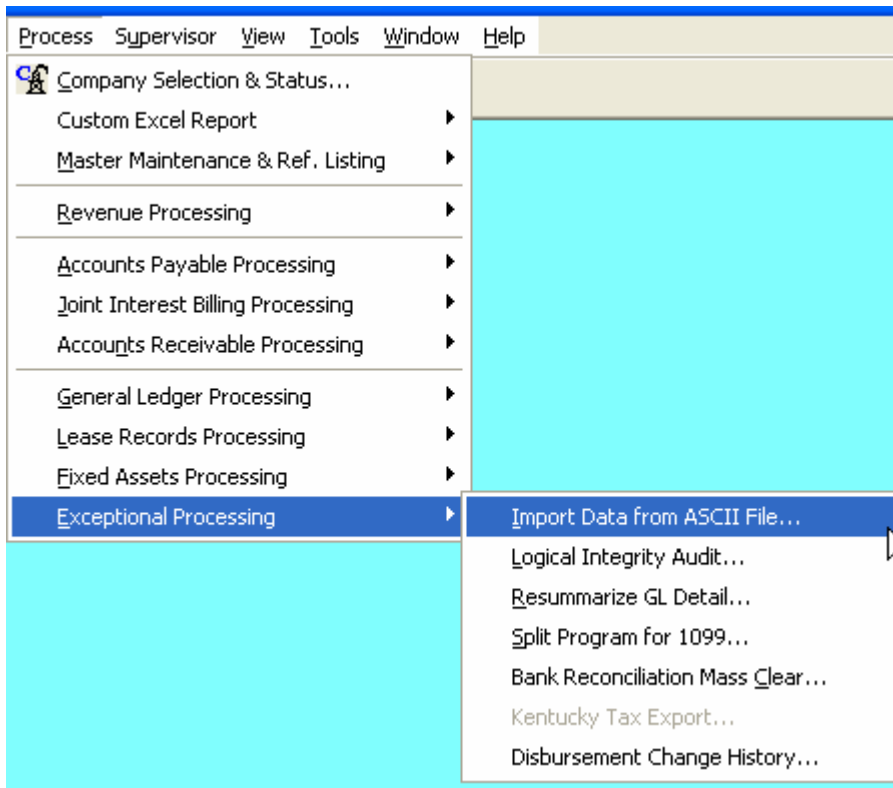 Process Supervisor View Tools Window Help
Company Selection & Status...
Custom Excel Report
Master Maintenance & Ref. Listing
Revenue Processing
Accounts Payable Processing
Joint Interest Billing Processing
Accounts Receivable Processing
General Ledger Processing
Lease Records Processing
Fixed Assets Processing
Exceptional Processing
Import Data from ASCII File...
Logical Integrity Audit...
Resummarize GL Detail...
Split Program for 1099...
Bank Reconciliation Mass Clear...
Kentucky Tax Export...
Disbursement Change History...